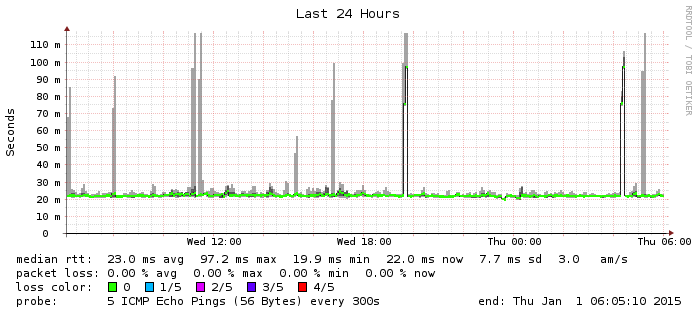 Last 24 Hours
RRDTOOL / TOBI OETIKER
Seconds
110 m
100 m
90 m
80 m
70 m
60 m
50 m
40 m
30 m
20 m
10 m
0
Wed 12:00 Wed 18:00 Thu 00:00 Thu 06:00
median rtt: 23.0 ms avg 97.2 ms max 19.9 ms min 22.0 ms now 7.7 ms sd 3.0 am/s
packet loss: 0.00 % avg 0.00 % max 0.00 % min 0.00 % now
loss color: 0 1/5 2/5 3/5 4/5
probe: 5 ICMP Echo Pings (56 Bytes) every 300s end: Thu Jan 1 06:05:10 2015